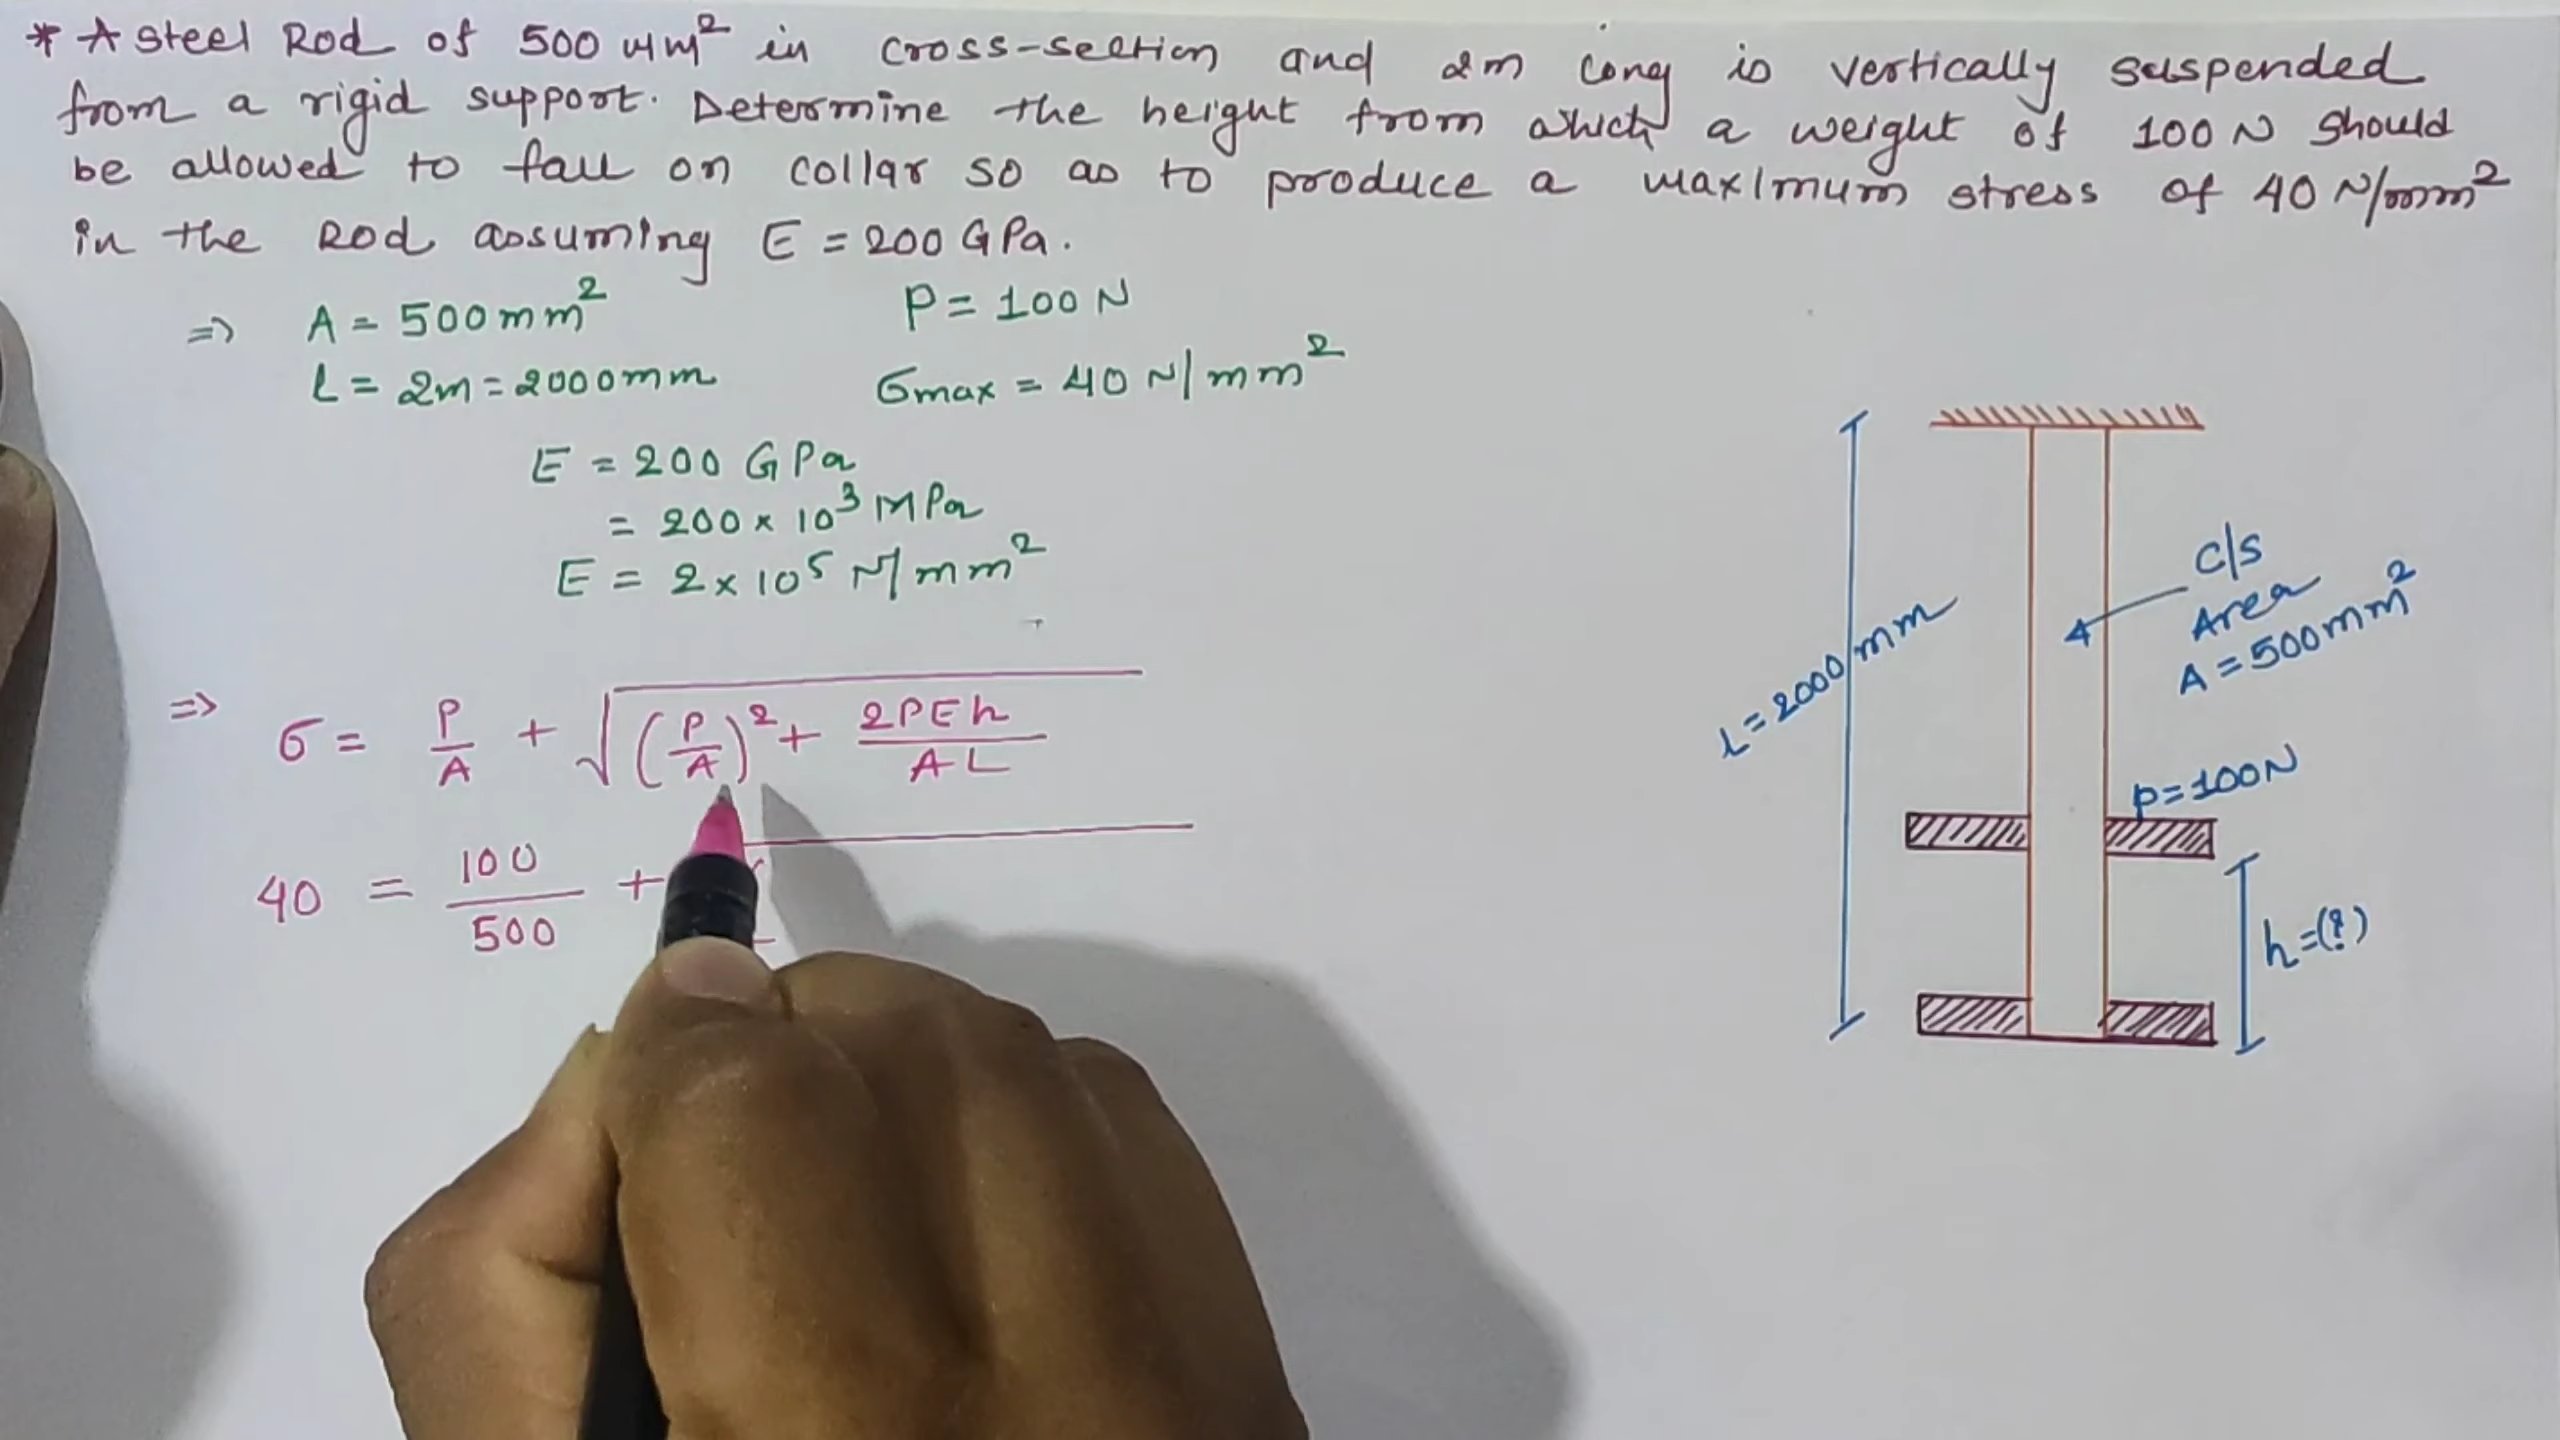 * A steel Rod of 500 mm² in cross-section and 2m long is vertically suspended
from a rigid support. Determine the height from which a weight of 100 N should
be allowed to fall on collar so as to produce a maximum stress of 40 N/mm²
in the Rod assuming E = 200 GPa.
=> A = 500 mm² P = 100 N
L = 2m = 2000 mm σmax = 40 N/mm²
E = 200 GPa
= 200 × 10³ MPa
E = 2 × 10⁵ N/mm²
=> σ = P/A + √((P/A)² + 2PEh/AL)
40 = 100/500 + √
L = 2000 mm
C/s
Area
A = 500 mm²
P = 100N
h = (?)